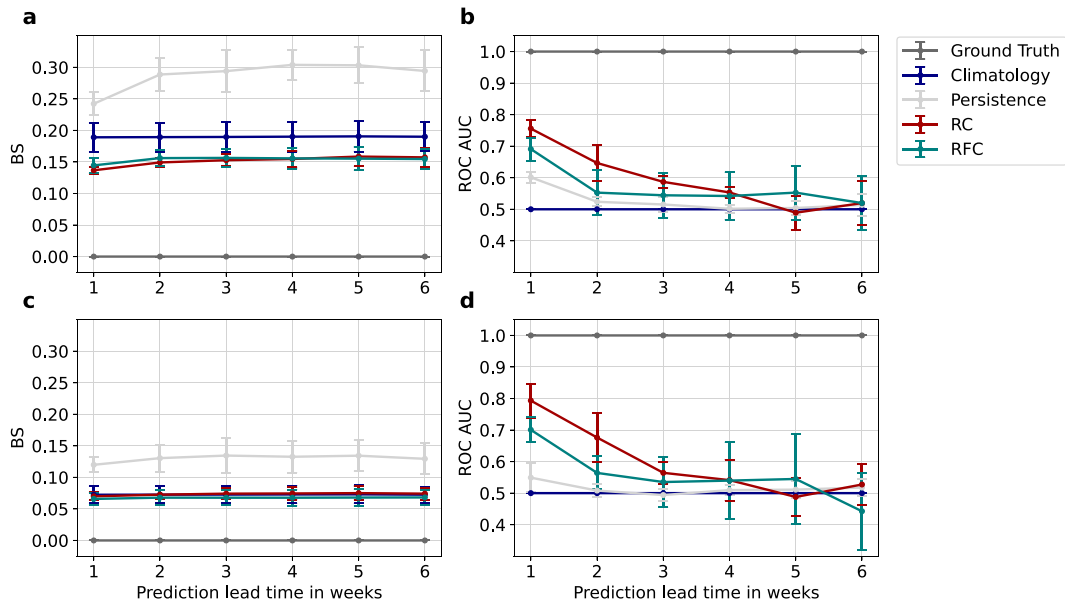 a
b
0.30
0.25
0.20
0.15
0.10
0.05
0.00
BS
1 2 3 4 5 6
1.0
0.9
0.8
0.7
0.6
0.5
0.4
ROC AUC
1 2 3 4 5 6
Ground Truth
Climatology
Persistence
RC
RFC
c
d
0.30
0.25
0.20
0.15
0.10
0.05
0.00
BS
1 2 3 4 5 6
Prediction lead time in weeks
1.0
0.9
0.8
0.7
0.6
0.5
0.4
ROC AUC
1 2 3 4 5 6
Prediction lead time in weeks